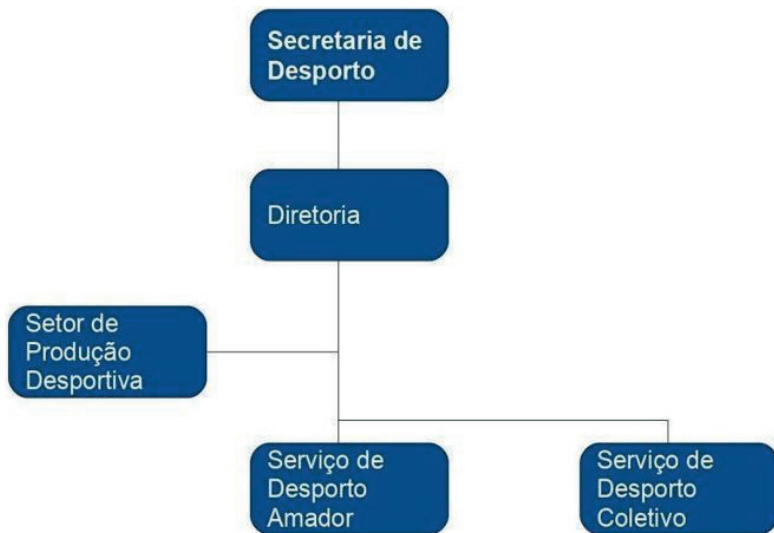 Secretaria de
Desporto
Diretoria
Setor de
Produção
Desportiva
Serviço de
Desporto
Amador
Serviço de
Desporto
Coletivo